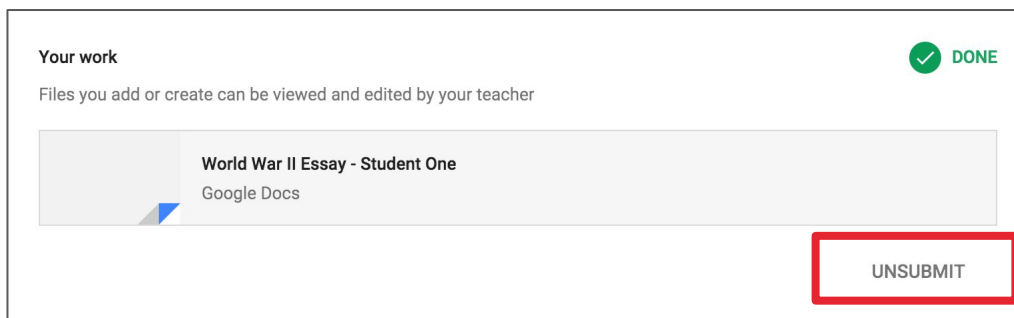 Your work
DONE
Files you add or create can be viewed and edited by your teacher
World War II Essay - Student One
Google Docs
UNSUBMIT